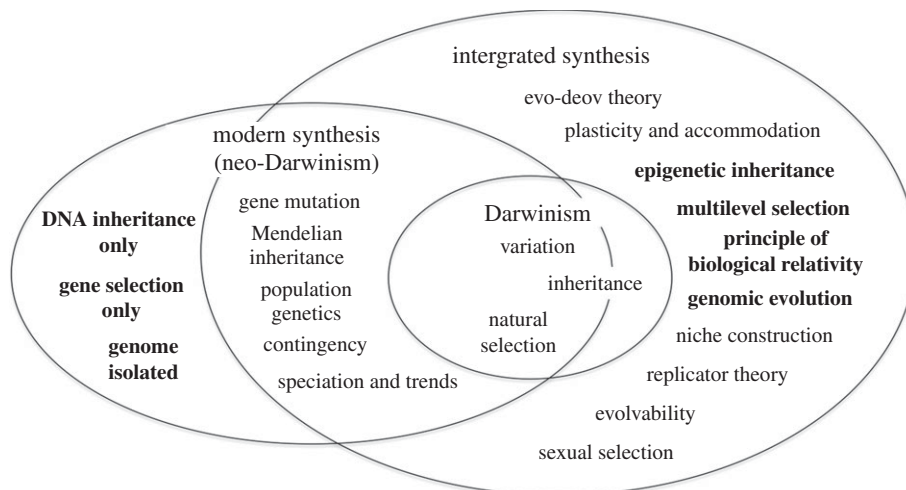 intergrated synthesis
evo-deov theory
plasticity and accommodation
modern synthesis
(neo-Darwinism)
epigenetic inheritance
gene mutation
DNA inheritance
only
Mendelian
inheritance
Darwinism
variation
multilevel selection
principle of
biological relativity
gene selection
only
population
genetics
inheritance
genomic evolution
genome
isolated
contingency
natural
selection
niche construction
speciation and trends
replicator theory
evolvability
sexual selection